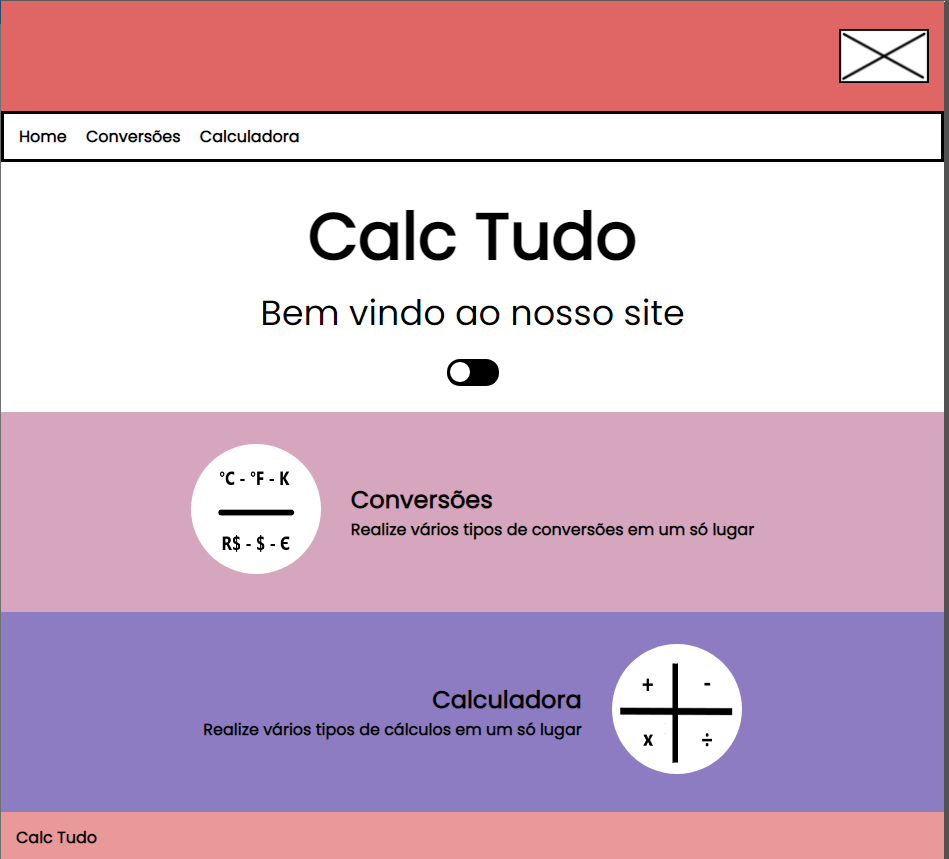 Home Conversões Calculadora
Calc Tudo
Bem vindo ao nosso site
°C - °F - K
R$ - $ - €
Conversões
Realize vários tipos de conversões em um só lugar
Calculadora
Realize vários tipos de cálculos em um só lugar
+ -
x ÷
Calc Tudo